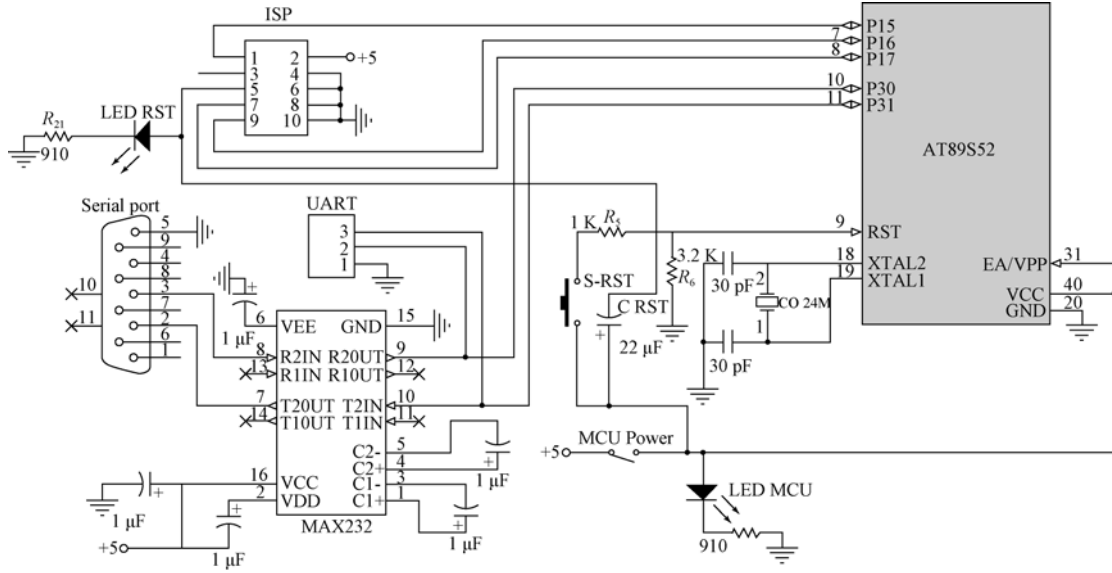 ISP
1 2 +5
3 4
5 6
7 8
9 10
LED RST
R21
910
P15
7 P16
8 P17
10 P30
11 P31
AT89S52
9 RST
18 XTAL2
19 XTAL1
EA/VPP 31
VCC 40
GND 20
Serial port
5
9
4
8
3
7
2
6
1
10
11
UART
3
2
1
1 K R5
3.2 K
R6
S-RST
C RST
22 μF
30 pF
2
CO 24M
1
30 pF
1 μF
6 VEE GND 15
8 R2IN R20UT 9
13 R1IN R10UT 12
7 T20UT T2IN 10
14 T10UT T1IN 11
C2- 5
C2+ 4
16 VCC C1- 3
2 VDD C1+ 1
MAX232
1 μF
1 μF
1 μF
1 μF
+5
+5 MCU Power
LED MCU
910